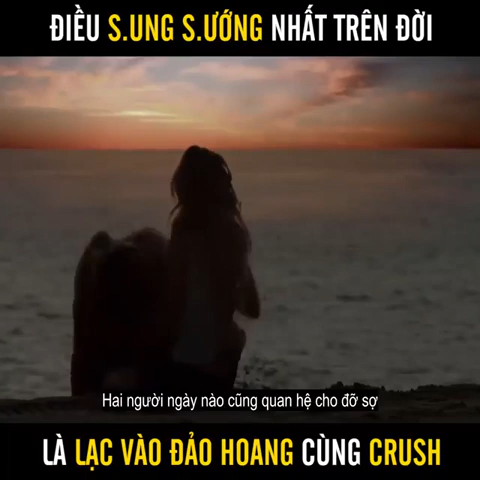 ĐIỀU S.UNG S.ƯỚNG NHẤT TRÊN ĐỜI
Hai người ngày nào cũng quan hệ cho đỡ sợ
LÀ LẠC VÀO ĐẢO HOANG CÙNG CRUSH